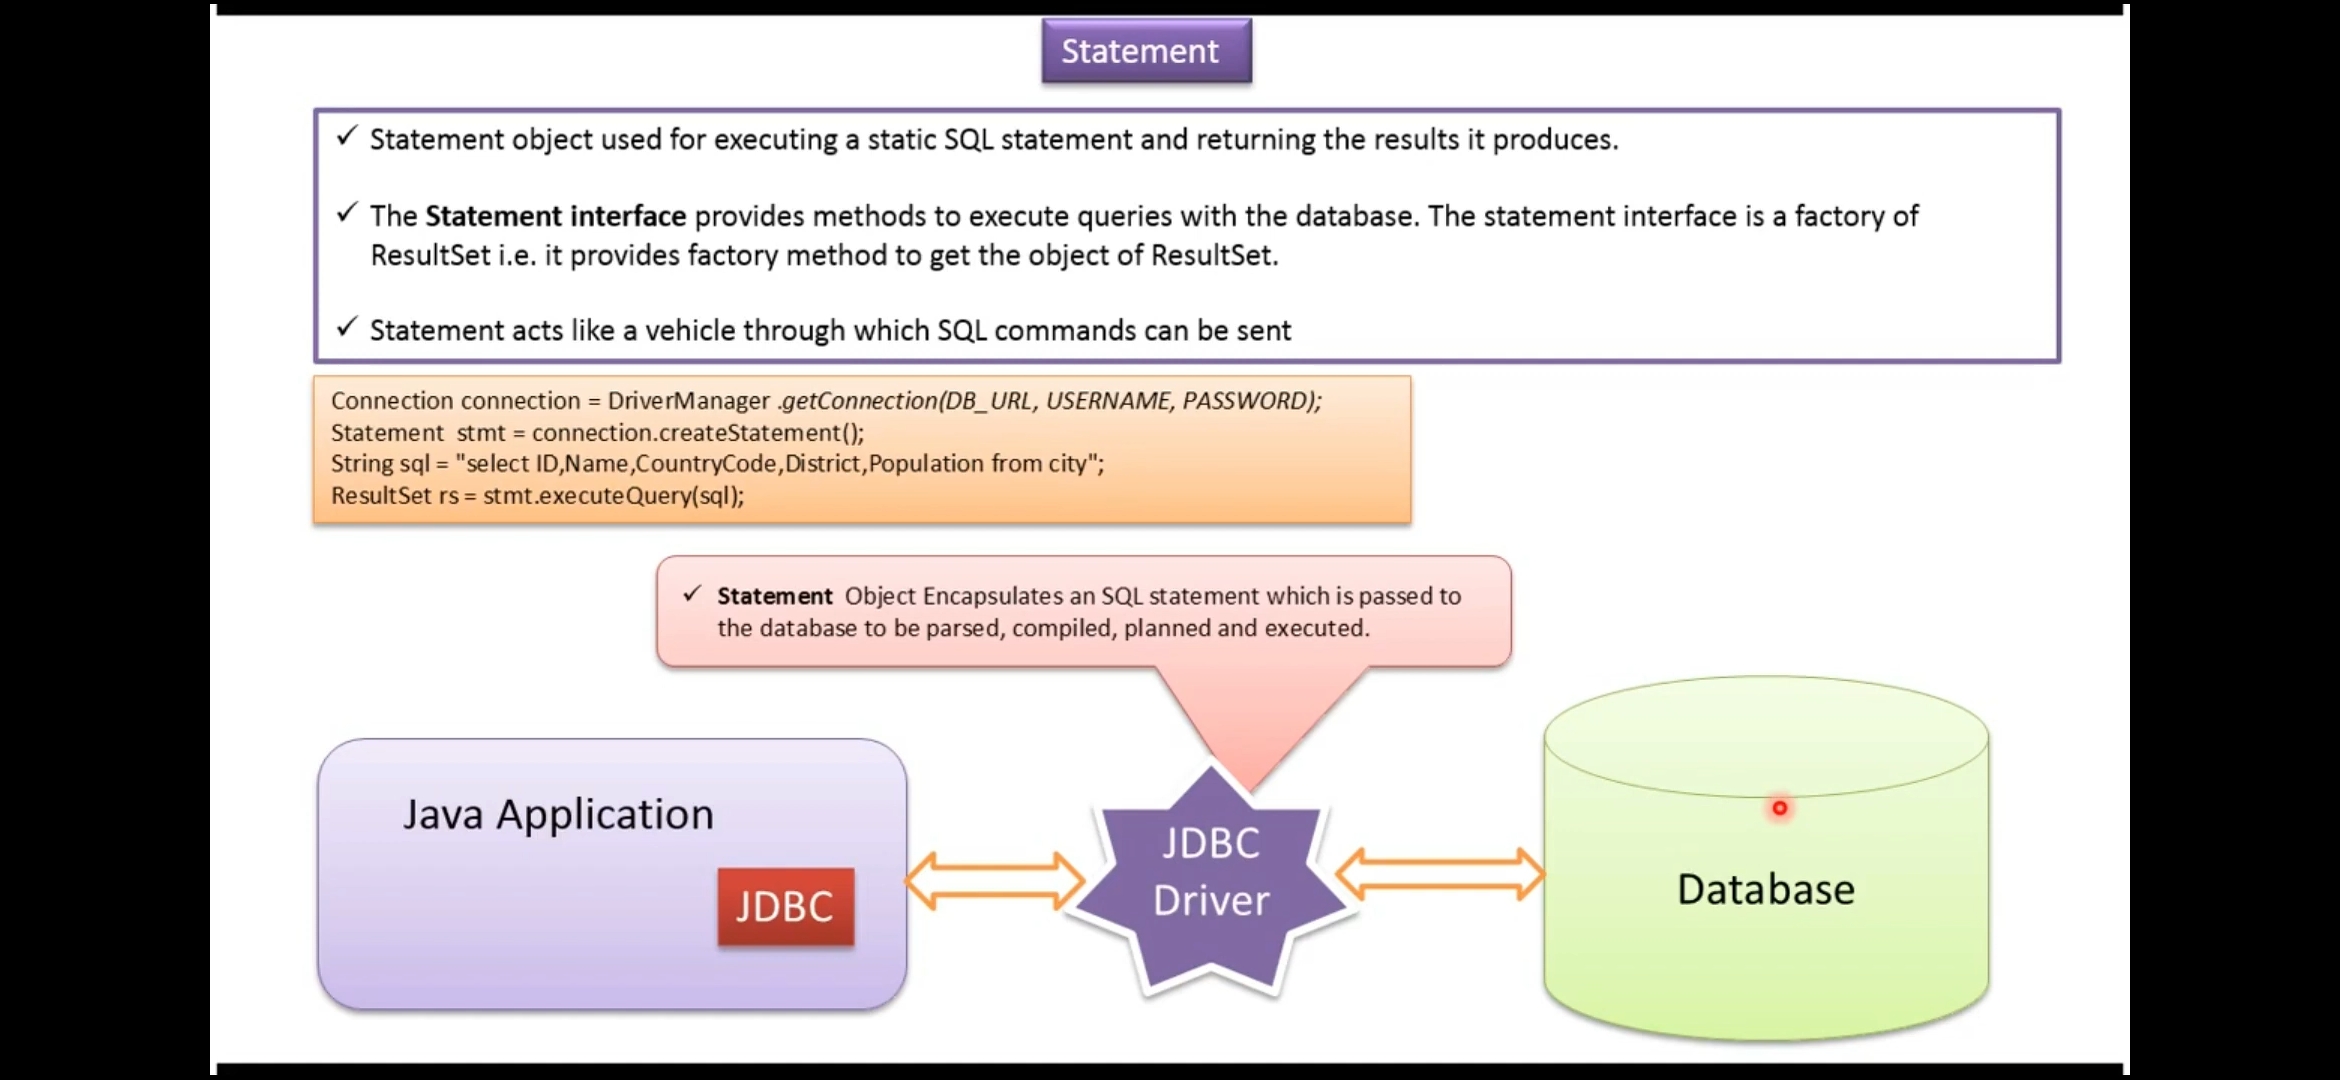 Statement
✓ Statement object used for executing a static SQL statement and returning the results it produces.
✓ The Statement interface provides methods to execute queries with the database. The statement interface is a factory of
ResultSet i.e. it provides factory method to get the object of ResultSet.
✓ Statement acts like a vehicle through which SQL commands can be sent
Connection connection = DriverManager .getConnection(DB_URL, USERNAME, PASSWORD);
Statement stmt = connection.createStatement();
String sql = "select ID,Name,CountryCode,District,Population from city";
ResultSet rs = stmt.executeQuery(sql);
✓ Statement Object Encapsulates an SQL statement which is passed to
the database to be parsed, compiled, planned and executed.
Java Application
JDBC
JDBC
Driver
Database